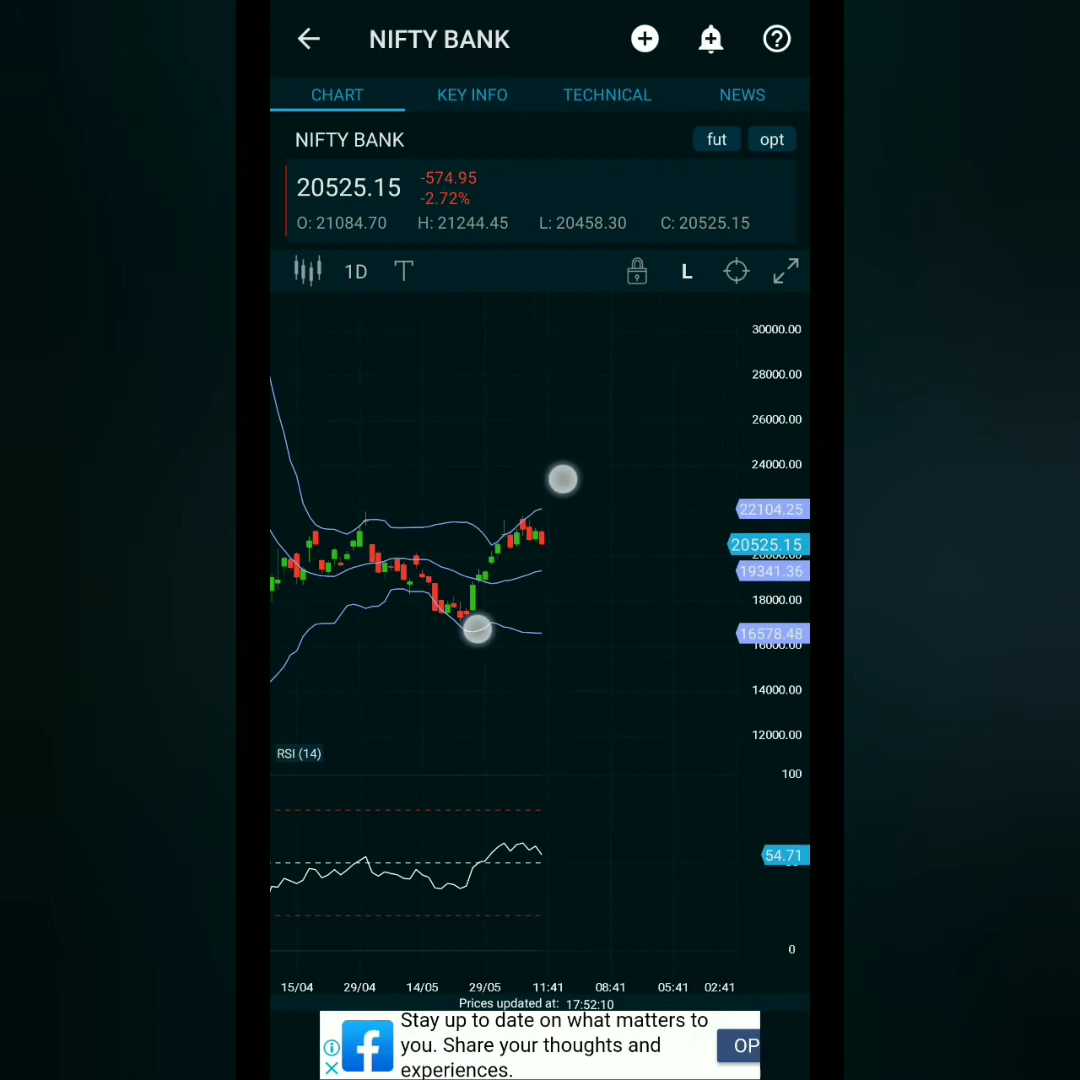 NIFTY BANK
CHART KEY INFO TECHNICAL NEWS
NIFTY BANK fut opt
20525.15 -574.95
-2.72%
O: 21084.70 H: 21244.45 L: 20458.30 C: 20525.15
1D T L
30000.00
28000.00
26000.00
24000.00
22104.25
20525.15
19341.36
18000.00
16578.48
16000.00
14000.00
12000.00
RSI (14)
100
54.71
0
15/04 29/04 14/05 29/05 11:41 08:41 05:41 02:41
Prices updated at: 17:52:10
Stay up to date on what matters to
you. Share your thoughts and
experiences.
OP